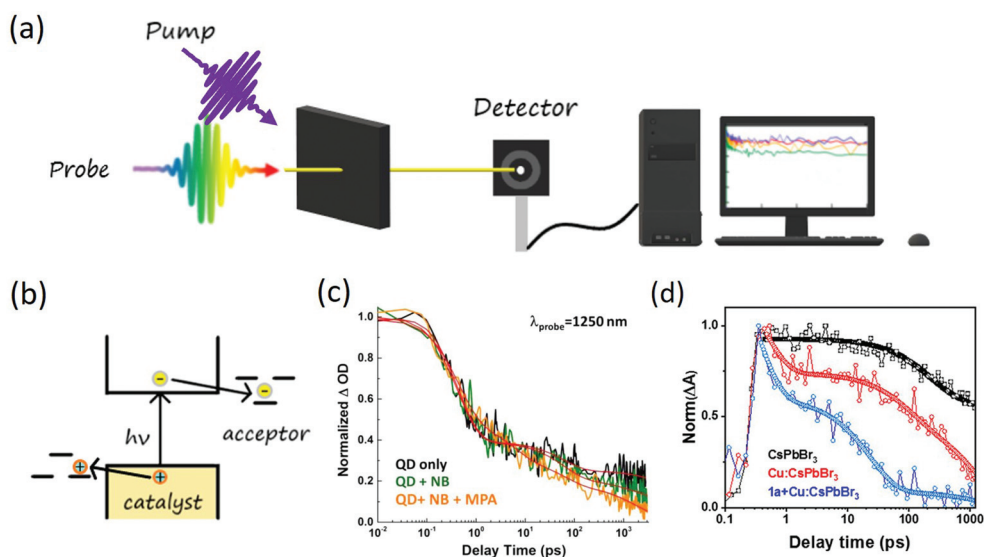 (a)
Pump
Probe
Detector
(b)
hν
acceptor
catalyst
(c)
λprobe=1250 nm
Normalized Δ OD
1.0
0.8
0.6
0.4
0.2
0.0
QD only
QD + NB
QD+ NB + MPA
10⁻² 10⁻¹ 10⁰ 10¹ 10² 10³
Delay Time (ps)
(d)
Norm(ΔA)
1.0
0.5
0.0
CsPbBr₃
Cu:CsPbBr₃
1a+Cu:CsPbBr₃
0.1 1 10 100 1000
Delay time (ps)